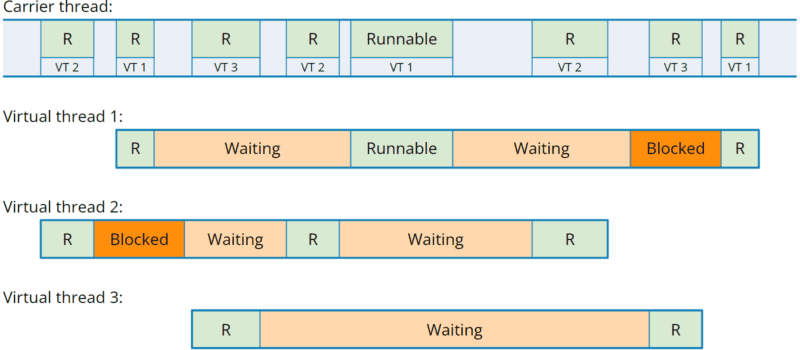 Carrier thread:
R R R R Runnable R R R
VT 2 VT 1 VT 3 VT 2 VT 1 VT 2 VT 3 VT 1
Virtual thread 1:
R Waiting Runnable Waiting Blocked R
Virtual thread 2:
R Blocked Waiting R Waiting R
Virtual thread 3:
R Waiting R